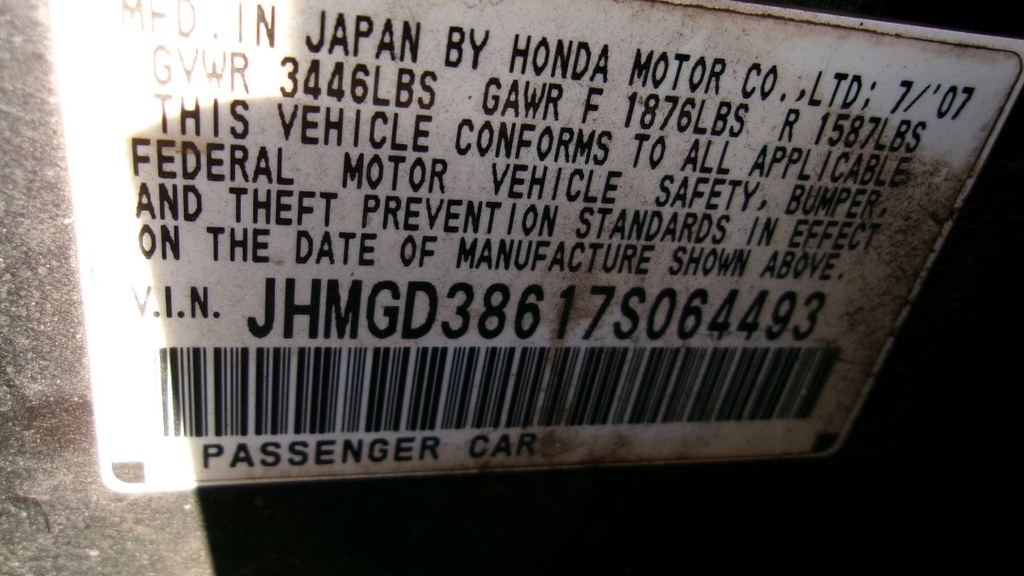 MFD. IN JAPAN BY HONDA MOTOR CO.,LTD; 7/'07
GVWR 3446LBS GAWR F 1876LBS R 1587LBS
THIS VEHICLE CONFORMS TO ALL APPLICABLE
FEDERAL MOTOR VEHICLE SAFETY, BUMPER,
AND THEFT PREVENTION STANDARDS IN EFFECT
ON THE DATE OF MANUFACTURE SHOWN ABOVE.
V.I.N. JHMGD38617S064493
PASSENGER CAR